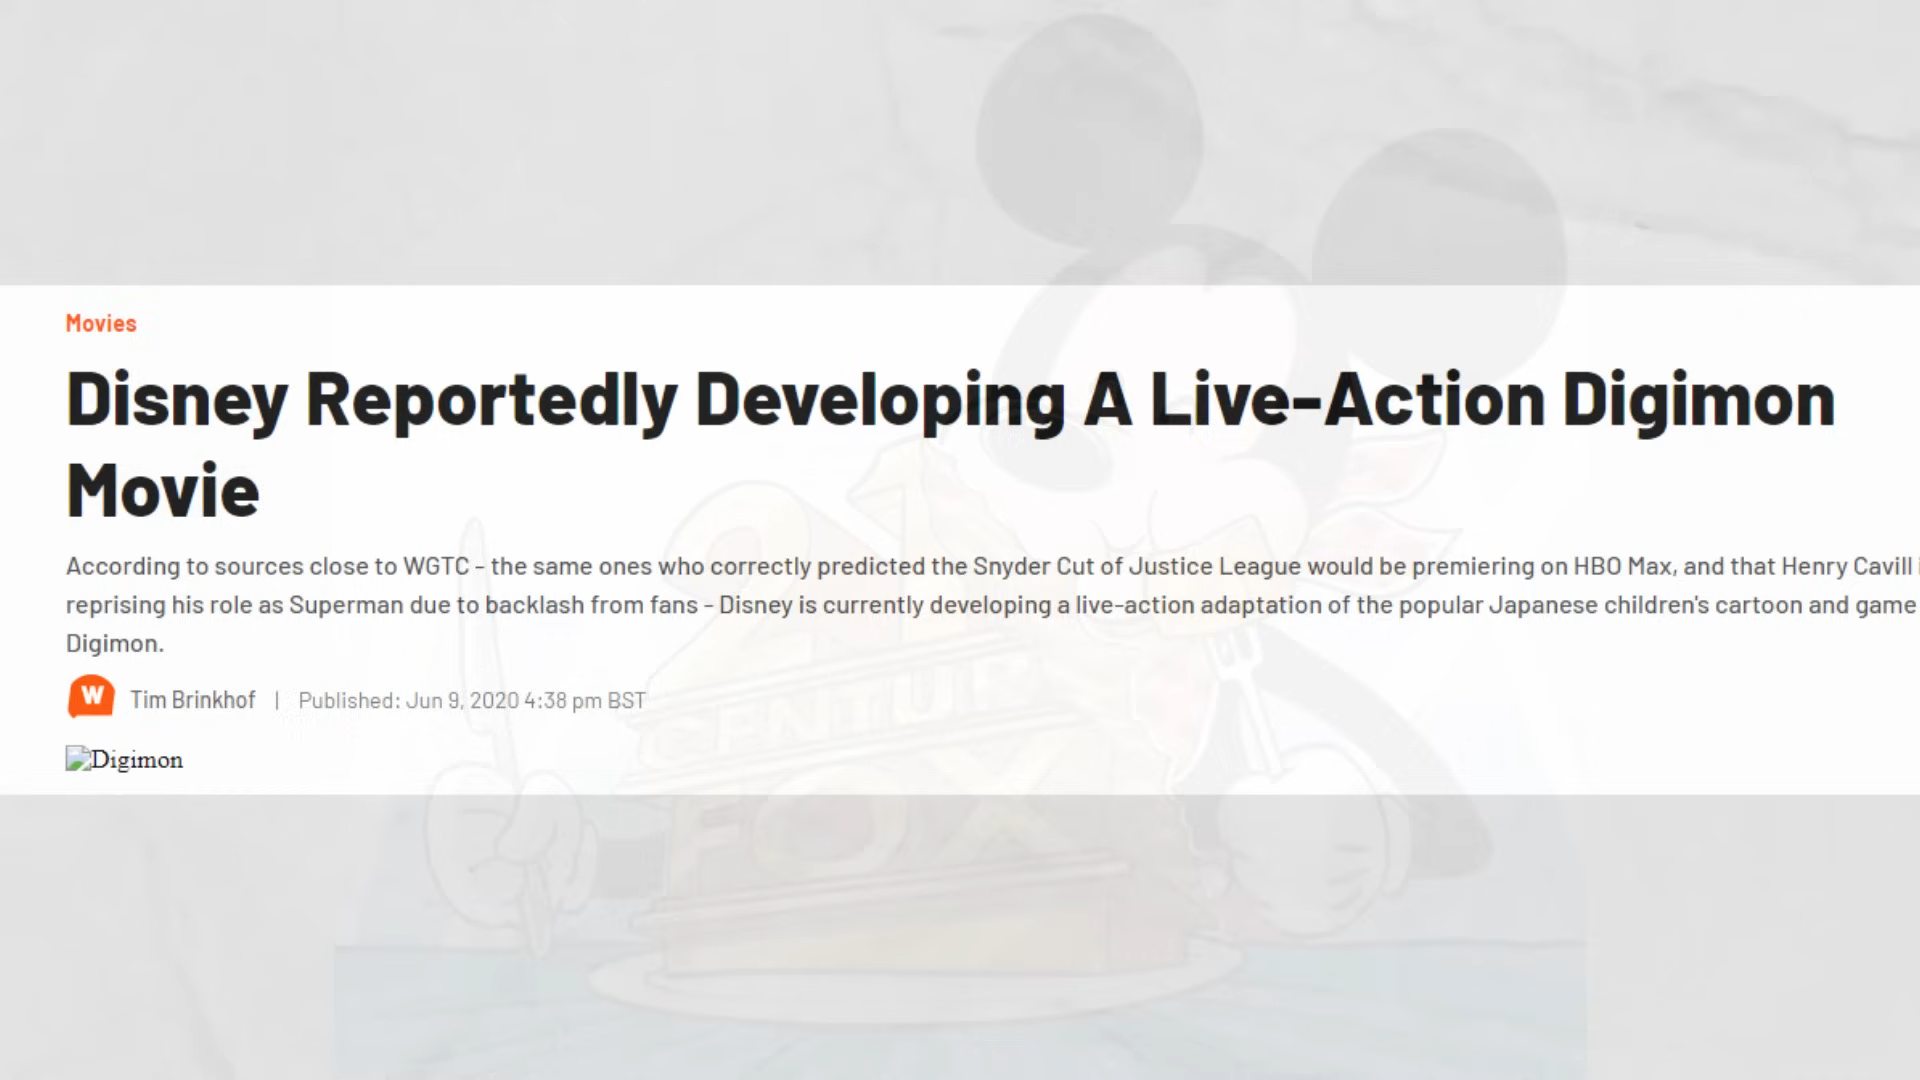 Movies
Disney Reportedly Developing A Live-Action Digimon
Movie
According to sources close to WGTC - the same ones who correctly predicted the Snyder Cut of Justice League would be premiering on HBO Max, and that Henry Cavill
reprising his role as Superman due to backlash from fans - Disney is currently developing a live-action adaptation of the popular Japanese children's cartoon and game
Digimon.
W
Tim Brinkhof | Published: Jun 9, 2020 4:38 pm BST
Digimon
21
CENTURY
FOX